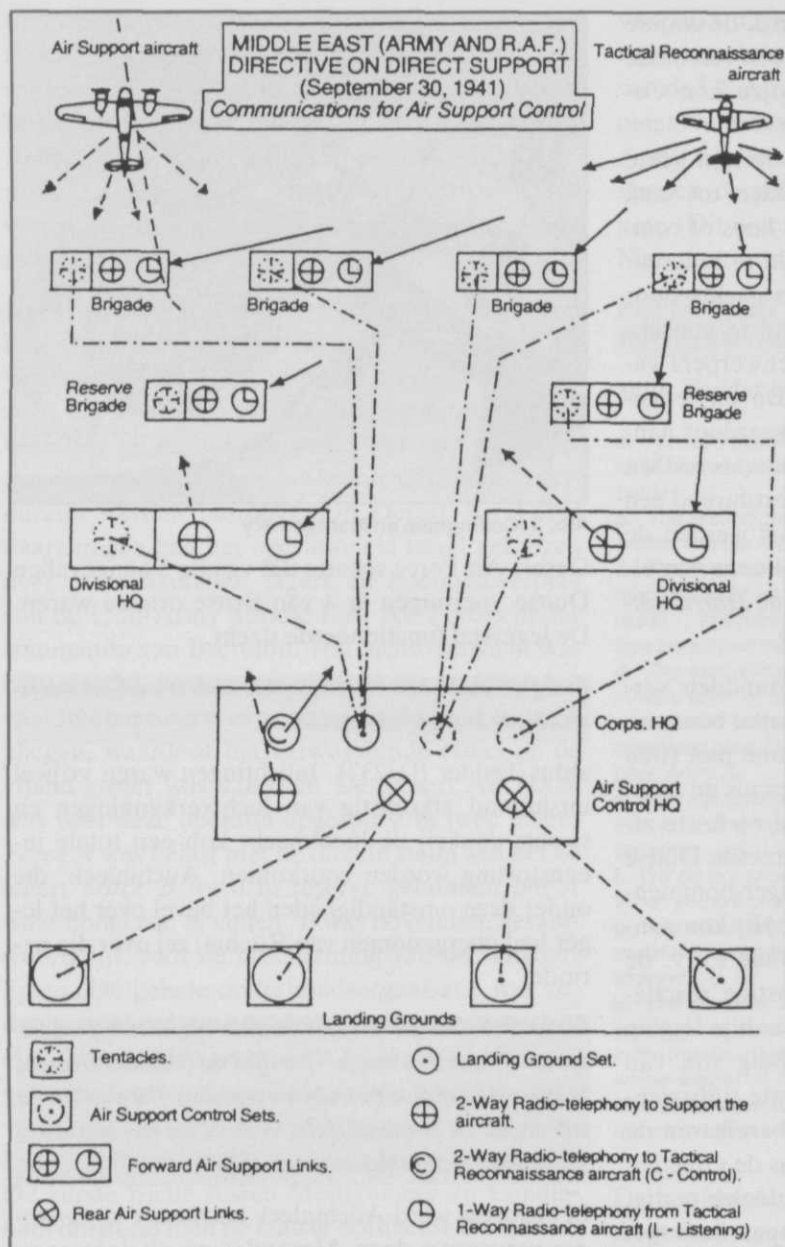 Air Support aircraft
MIDDLE EAST (ARMY AND R.A.F.)
DIRECTIVE ON DIRECT SUPPORT
(September 30, 1941)
Communications for Air Support Control
Tactical Reconnaissance
aircraft
Brigade
Brigade
Brigade
Brigade
Reserve
Brigade
Reserve
Brigade
Divisional
HQ
Divisional
HQ
Corps. HQ
Air Support
Control HQ
Landing Grounds
Tentacles.
Air Support Control Sets.
Forward Air Support Links.
Rear Air Support Links.
Landing Ground Set.
2-Way Radio-telephony to Support the
aircraft.
2-Way Radio-telephony to Tactical
Reconnaissance aircraft (C - Control).
1-Way Radio-telephony from Tactical
Reconnaissance aircraft (L - Listening)